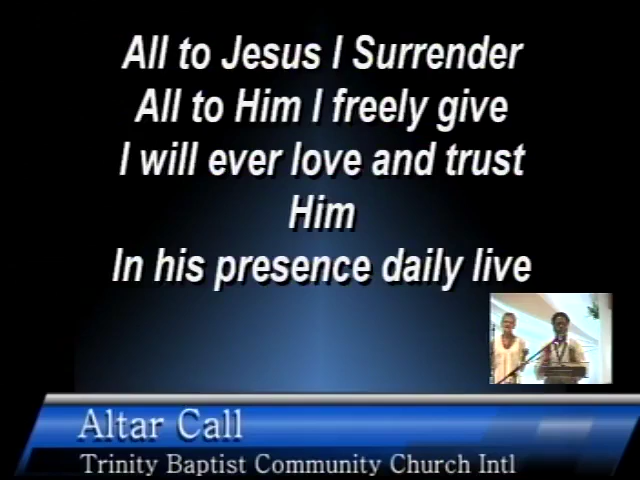 All to Jesus I Surrender
All to Him I freely give
I will ever love and trust
Him
In his presence daily live
Altar Call
Trinity Baptist Community Church Intl